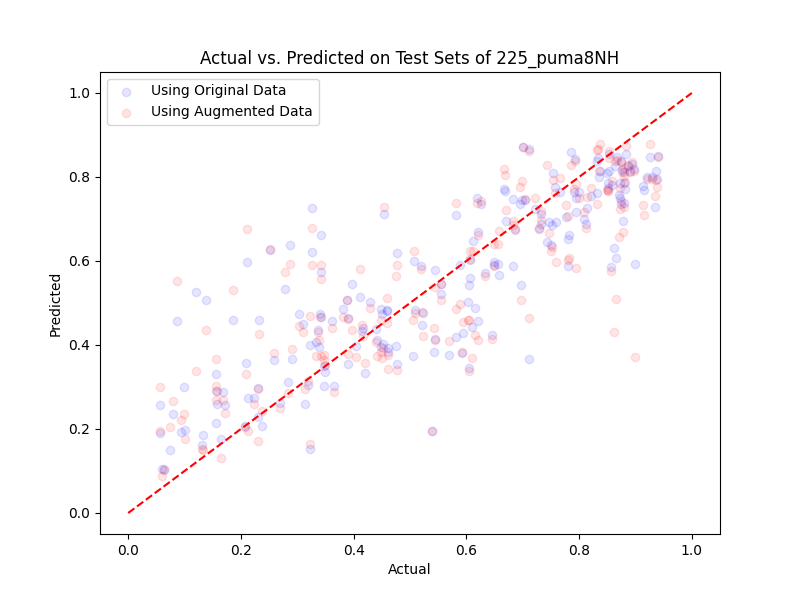 Actual vs. Predicted on Test Sets of 225_puma8NH
Using Original Data
Using Augmented Data
1.0
0.8
0.6
0.4
0.2
0.0
Predicted
0.0 0.2 0.4 0.6 0.8 1.0
Actual